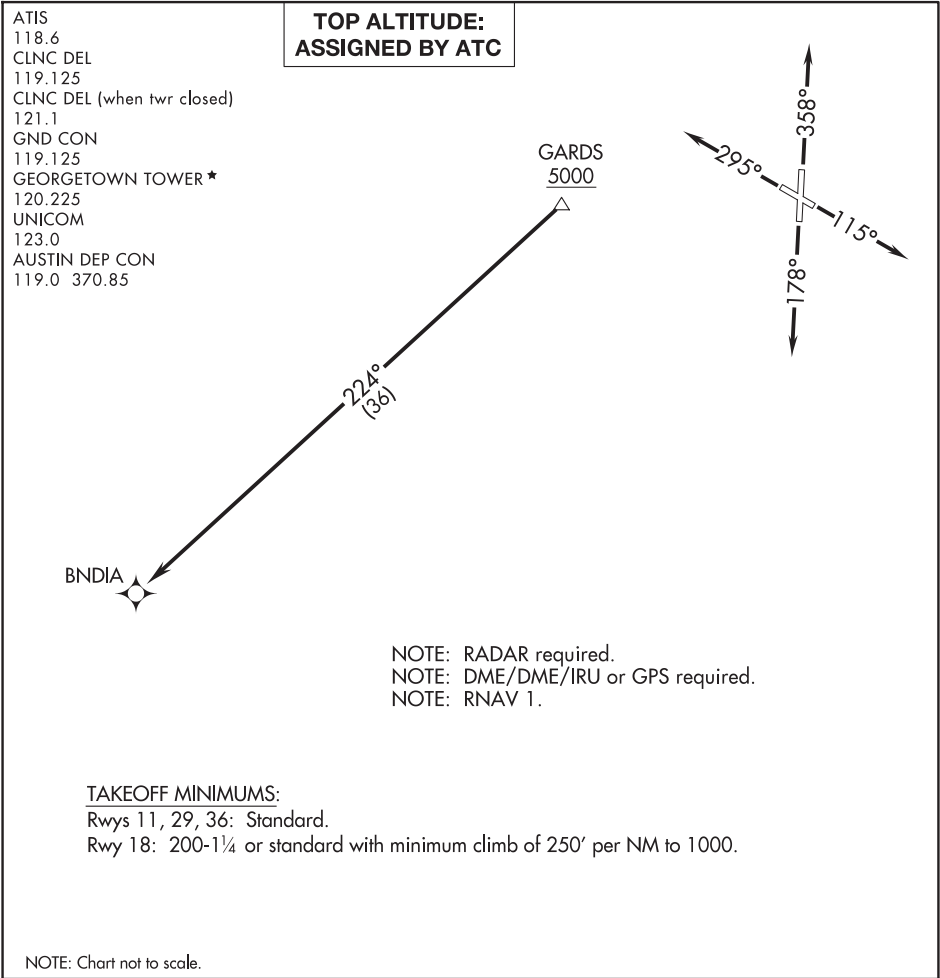 ATIS
118.6
CLNC DEL
119.125
CLNC DEL (when twr closed)
121.1
GND CON
119.125
GEORGETOWN TOWER★
120.225
UNICOM
123.0
AUSTIN DEP CON
119.0 370.85
TOP ALTITUDE:
ASSIGNED BY ATC
GARDS
5000
358°
295°
115°
178°
224°
(36)
BNDIA
NOTE: RADAR required.
NOTE: DME/DME/IRU or GPS required.
NOTE: RNAV 1.
TAKEOFF MINIMUMS:
Rwys 11, 29, 36: Standard.
Rwy 18: 200-1¼ or standard with minimum climb of 250' per NM to 1000.
NOTE: Chart not to scale.